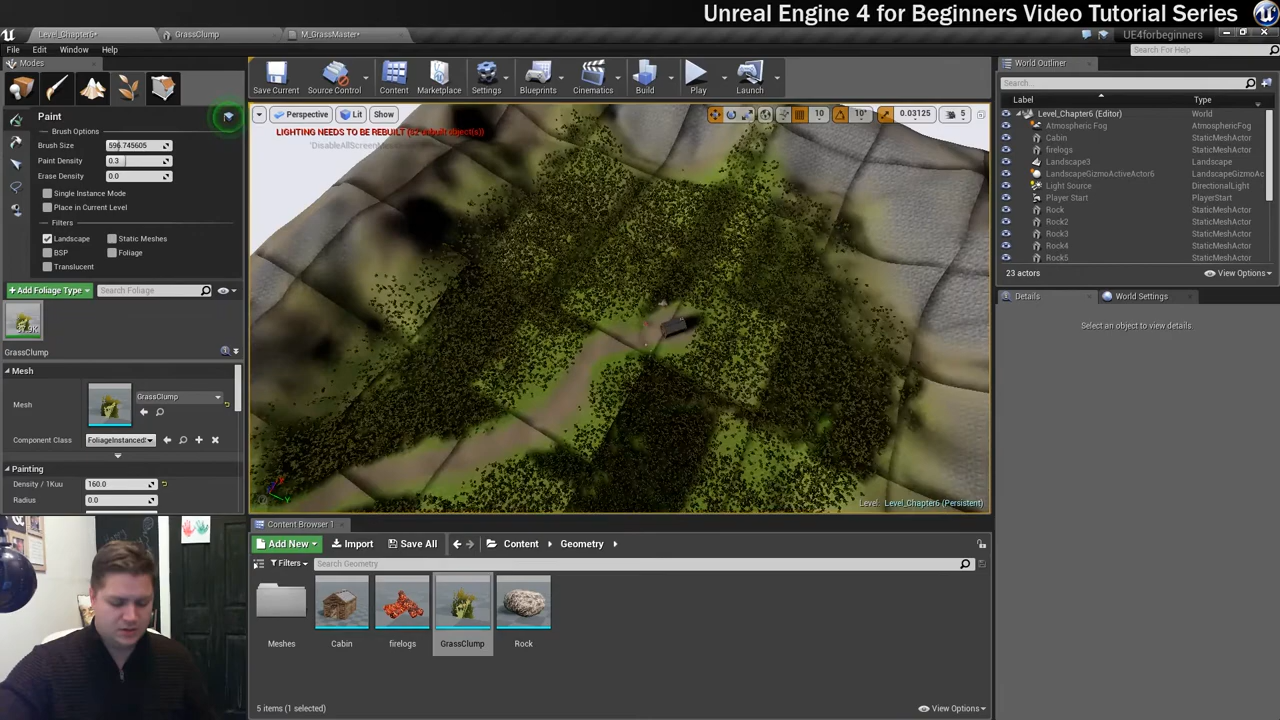 Unreal Engine 4 for Beginners Video Tutorial Series
Level_Chapter6*
GrassClump
M_GrassMaster*
UE4forbeginners
File Edit Window Help
Search For Help
Modes
Save Current
Source Control
Content
Marketplace
Settings
Blueprints
Cinematics
Build
Play
Launch
World Outliner
Search...
Label
Type
Level_Chapter6 (Editor) World
Atmospheric Fog AtmosphericFog
Cabin StaticMeshActor
firelogs StaticMeshActor
Landscape3 Landscape
LandscapeGizmoActiveActor6 LandscapeGizmoAc
Light Source DirectionalLight
Player Start PlayerStart
Rock StaticMeshActor
Rock2 StaticMeshActor
Rock3 StaticMeshActor
Rock4 StaticMeshActor
Rock5 StaticMeshActor
23 actors
View Options
Details
World Settings
Select an object to view details
Paint
Brush Options
Brush Size 596.745605
Paint Density 0.3
Erase Density 0.0
Single Instance Mode
Place in Current Level
Filters
Landscape
Static Meshes
BSP
Foliage
Translucent
+Add Foliage Type
Search Foliage
GrassClump
Mesh
Mesh
GrassClump
Component Class
FoliageInstancedS
Painting
Density / 1Kuu 160.0
Radius 0.0
Perspective
Lit
Show
10
10°
0.03125
5
LIGHTING NEEDS TO BE REBUILT
'DisableAllScreenMes
Level: Level_Chapter6 (Persistent)
Content Browser 1
Add New
Import
Save All
Content
Geometry
Filters
Search Geometry
Meshes
Cabin
firelogs
GrassClump
Rock
5 items (1 selected)
View Options